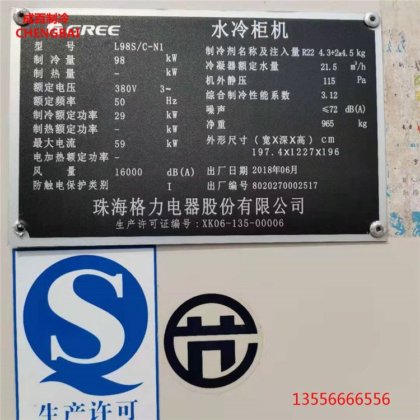 盛百制冷
CHENGBAI
GREE
水冷柜机
型号 L98S/C-N1
制冷量 98 kW
制热量 - kW
额定电压 380V 3~
额定频率 50 Hz
制冷额定功率 29 kW
制热额定功率 - kW
最大电流 59 kW
电加热额定功率 -
风量 16000 dB(A)
防触电保护类别 I
制冷剂名称及注入量 R22 4.3+2x4.5 kg
冷凝器额定水量 21.5 m³/h
机外静压 115 Pa
综合制冷性能系数 3.12
噪声 ≤72 dB(A)
净重 965 kg
外形尺寸 (宽X深X高) cm
197.4x1227x196
出厂日期 2018年06月
出厂编号 8020270002517
珠海格力电器股份有限公司
生产许可证编号:XK06-135-00006
QS
生产许可
节
13556666556